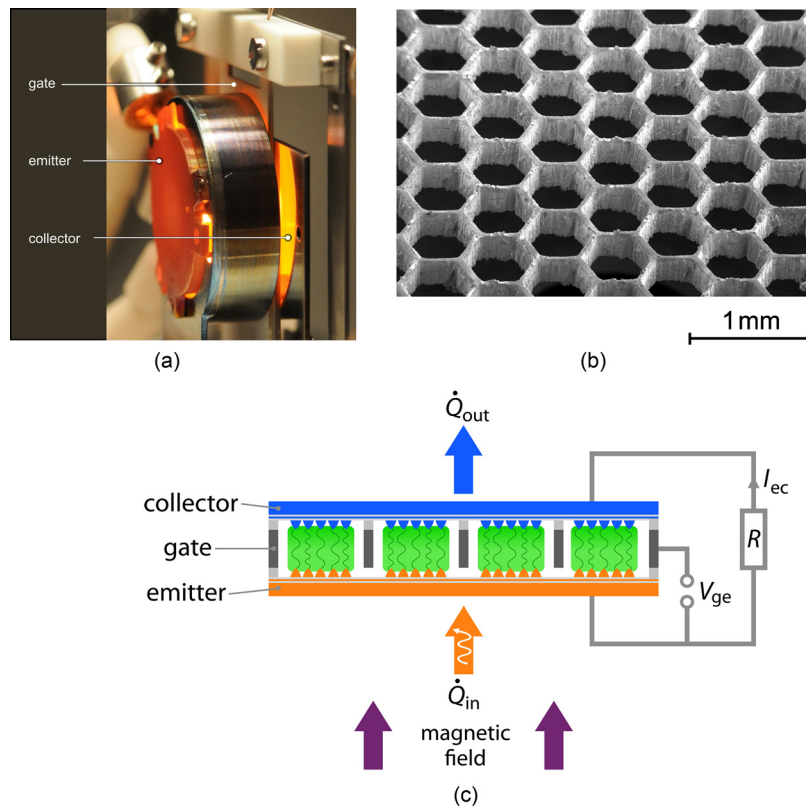 gate
emitter
collector
(a)
1 mm
(b)
Q̇out
collector
gate
emitter
Iec
R
Vge
Q̇in
magnetic
field
(c)